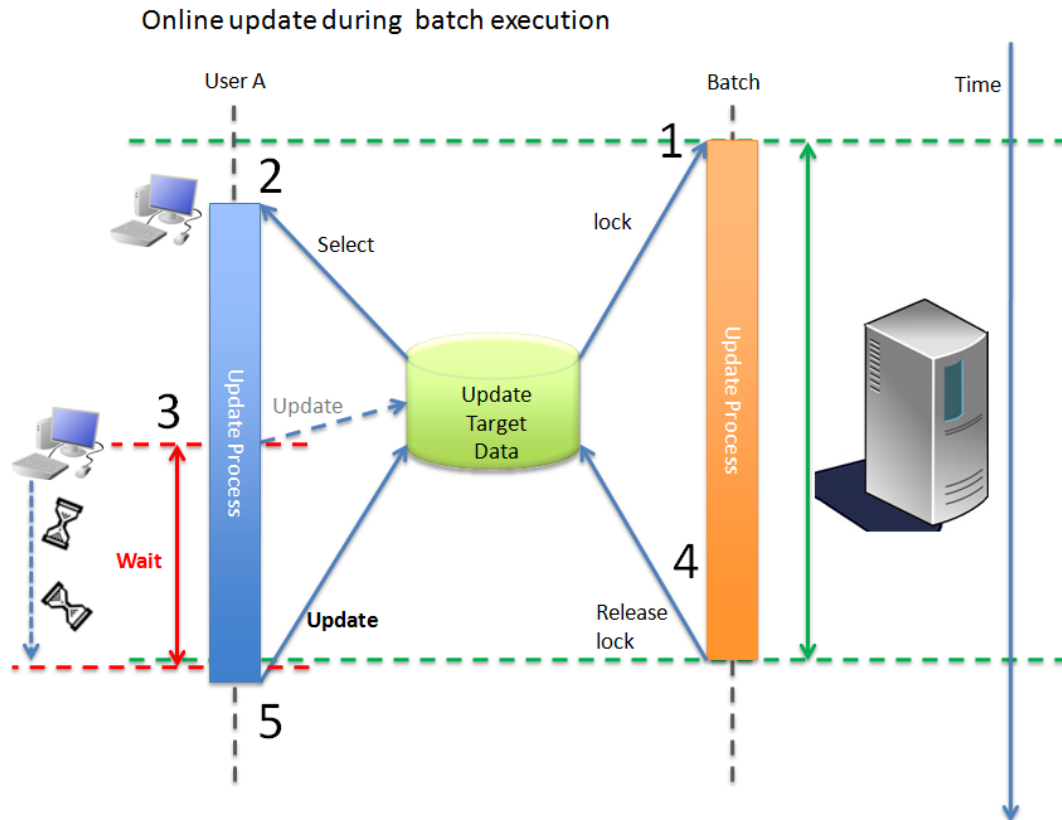 Online update during batch execution
User A
Batch
Time
1
2
Select
lock
Update Process
Update Process
Update
Target
Data
3
Update
Wait
4
Update
Release
lock
5